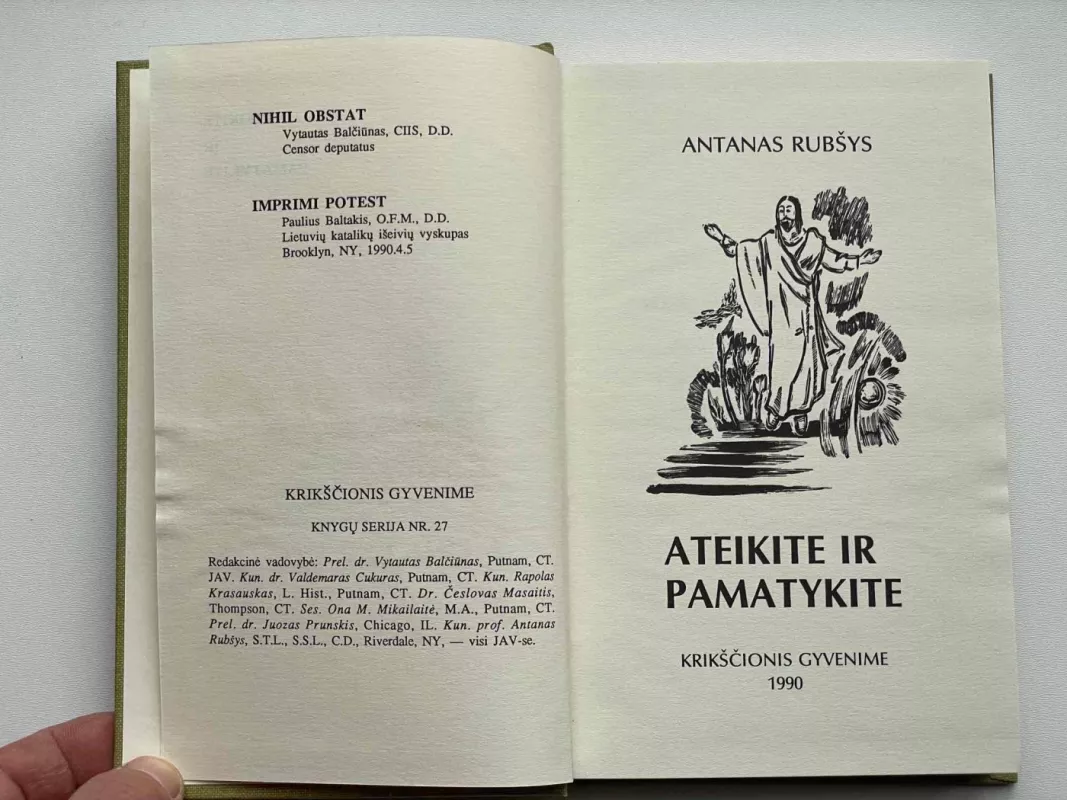 NIHIL OBSTAT
Vytautas Balčiūnas, CIIS, D.D.
Censor deputatus
IMPRIMI POTEST
Paulius Baltakis, O.F.M., D.D.
Lietuvių katalikų išeivių vyskupas
Brooklyn, NY, 1990.4.5
KRIKŠČIONIS GYVENIME
KNYGŲ SERIJA NR. 27
Redakcinė vadovybė: Prel. dr. Vytautas Balčiūnas, Putnam, CT.
JAV. Kun. dr. Valdemaras Cukuras, Putnam, CT. Kun. Rapolas
Krasauskas, L. Hist., Putnam, CT. Dr. Česlovas Masaitis,
Thompson, CT. Ses. Ona M. Mikailaitė, M.A., Putnam, CT.
Prel. dr. Juozas Prunskis, Chicago, IL. Kun. prof. Antanas
Rubšys, S.T.L., S.S.L., C.D., Riverdale, NY, — visi JAV-se.
ANTANAS RUBŠYS
ATEIKITE IR
PAMATYKITE
KRIKŠČIONIS GYVENIME
1990